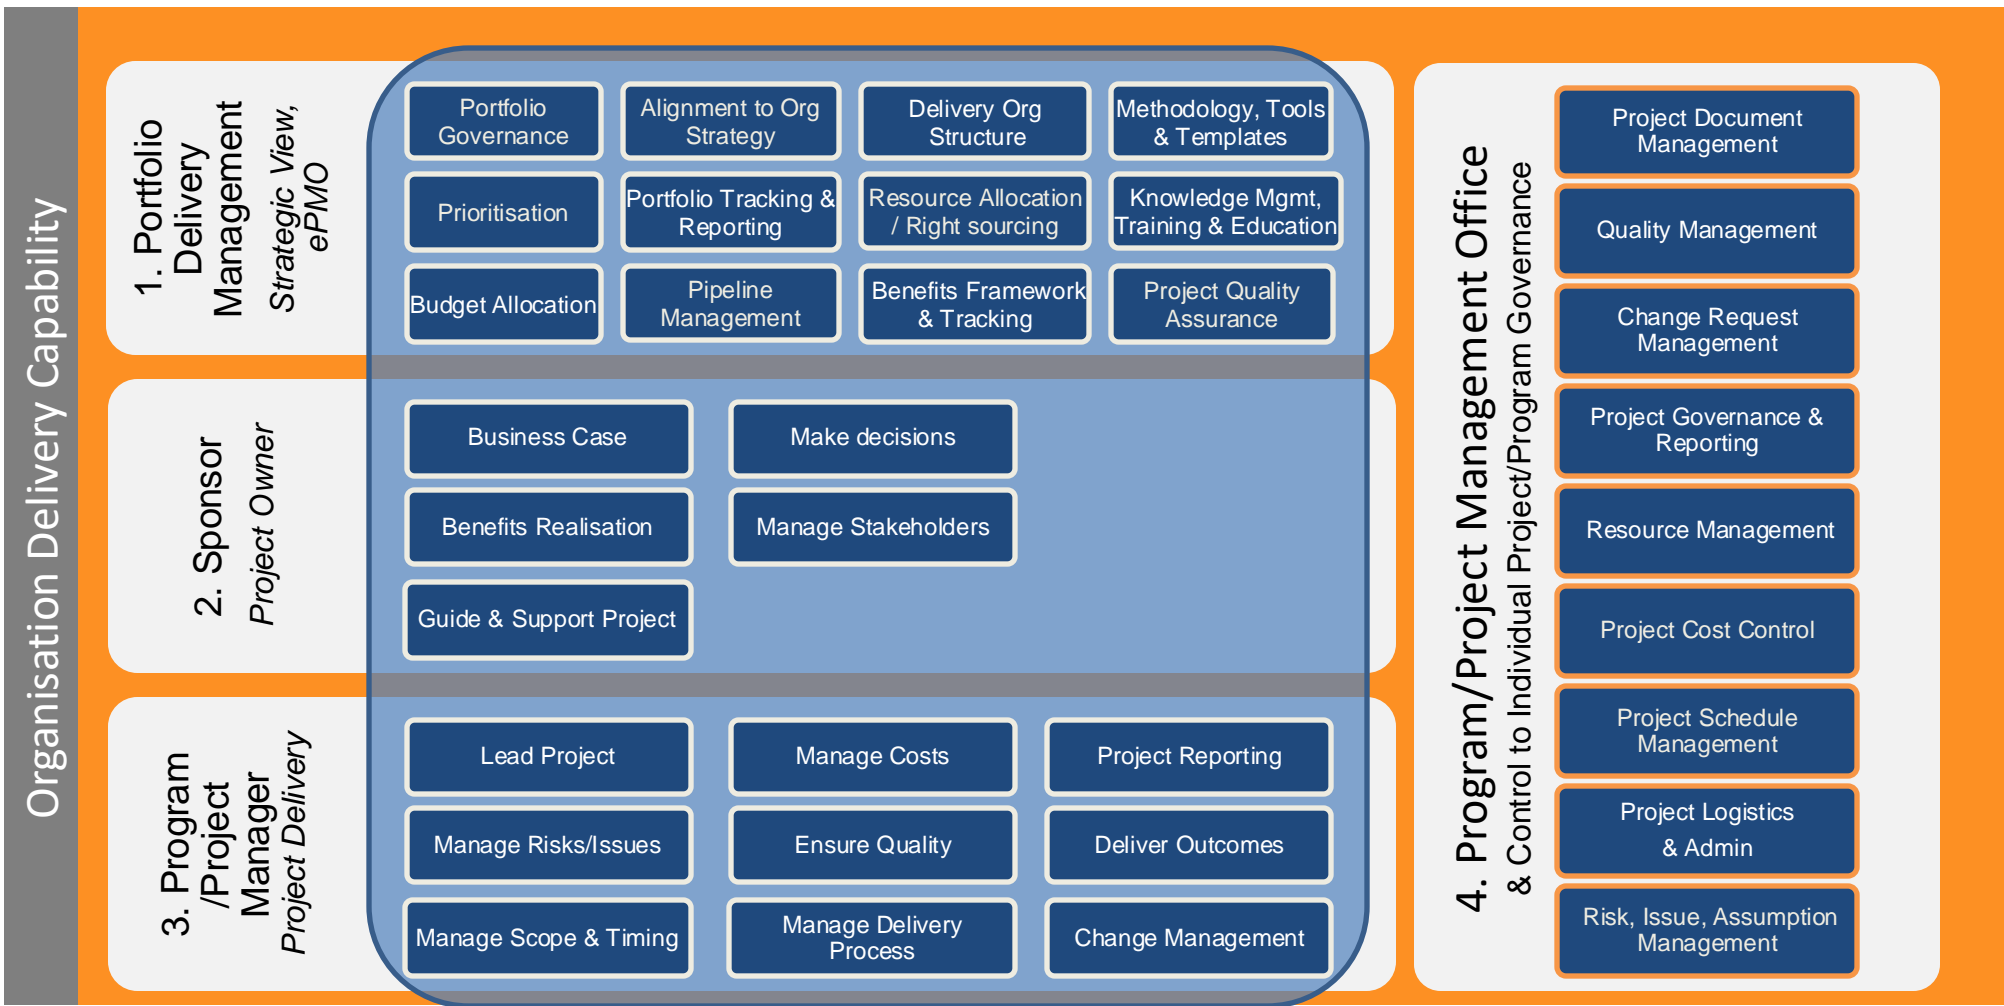 Organisation Delivery Capability
1. Portfolio
Delivery
Management
Strategic View,
ePMO
Portfolio
Governance
Alignment to Org
Strategy
Delivery Org
Structure
Methodology, Tools
& Templates
Prioritisation
Portfolio Tracking &
Reporting
Resource Allocation
/ Right sourcing
Knowledge Mgmt,
Training & Education
Budget Allocation
Pipeline
Management
Benefits Framework
& Tracking
Project Quality
Assurance
2. Sponsor
Project Owner
Business Case
Make decisions
Benefits Realisation
Manage Stakeholders
Guide & Support Project
3. Program
/Project
Manager
Project Delivery
Lead Project
Manage Costs
Project Reporting
Manage Risks/Issues
Ensure Quality
Deliver Outcomes
Manage Scope & Timing
Manage Delivery
Process
Change Management
4. Program/Project Management Office
& Control to Individual Project/Program Governance
Project Document
Management
Quality Management
Change Request
Management
Project Governance &
Reporting
Resource Management
Project Cost Control
Project Schedule
Management
Project Logistics
& Admin
Risk, Issue, Assumption
Management